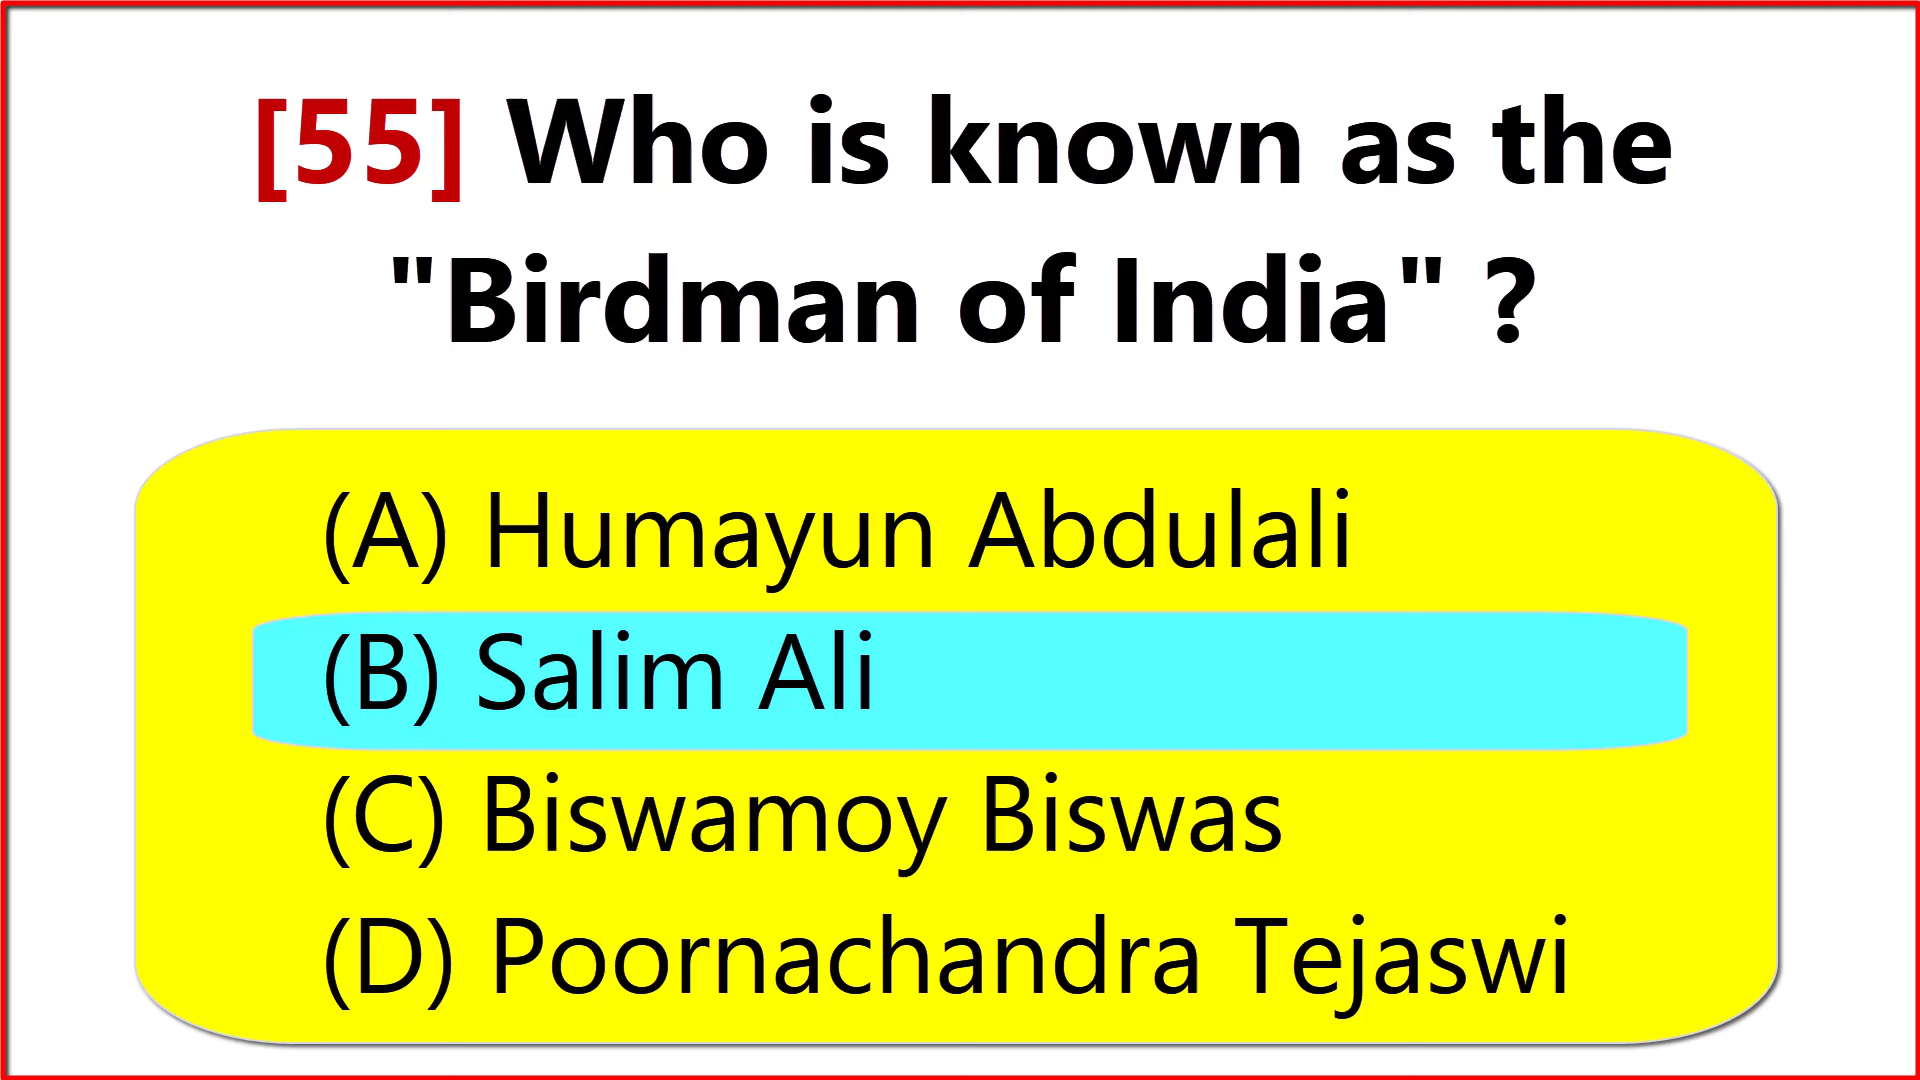 [55] Who is known as the
"Birdman of India" ?
(A) Humayun Abdulali
(B) Salim Ali
(C) Biswamoy Biswas
(D) Poornachandra Tejaswi